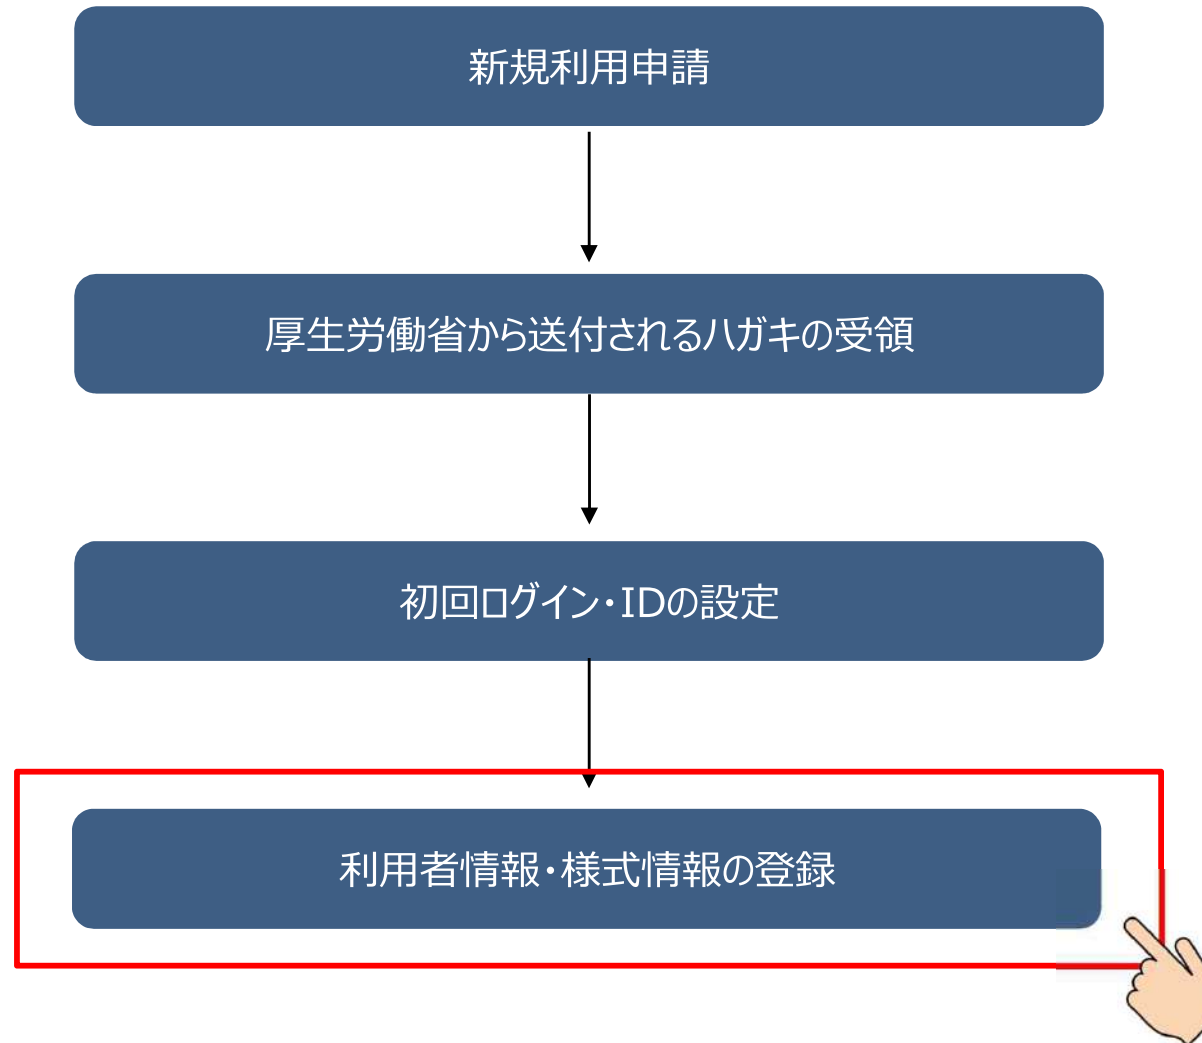 新規利用申請
厚生労働省から送付されるハガキの受領
初回ログイン・IDの設定
利用者情報・様式情報の登録